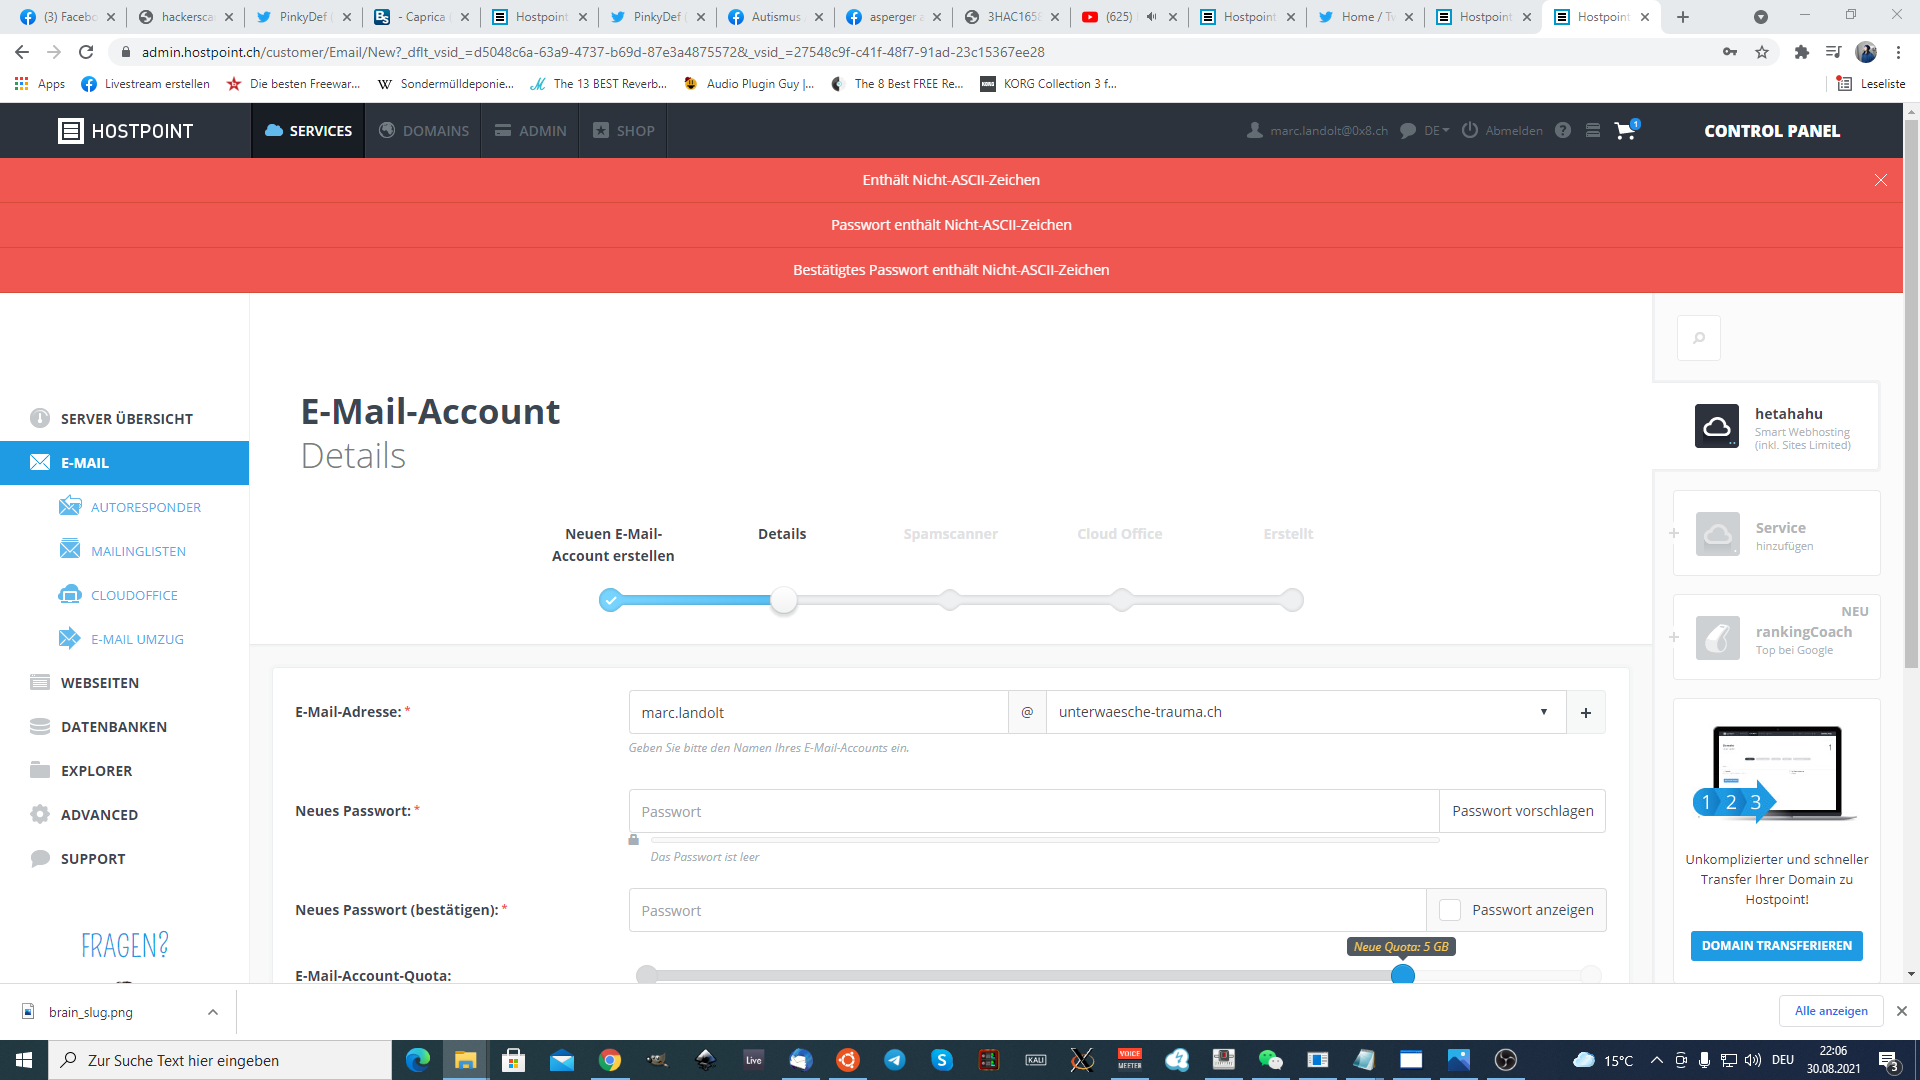 (3) Facebo
hackersca
PinkyDef (
- Caprica (
Hostpoint
PinkyDef (
Autismus
asperger a
3HAC1658
(625)
Hostpoint
Home / Tw
Hostpoint
Hostpoint
admin.hostpoint.ch/customer/Email/New?_dflt_vsid_=d5048c6a-63a9-4737-b69d-87e3a4875572&_vsid_=27548c9f-c41f-48f7-91ad-23c15367ee28
Apps
Livestream erstellen
Die besten Freewar...
Sondermülldeponie...
The 13 BEST Reverb...
Audio Plugin Guy |...
The 8 Best FREE Re...
KORG Collection 3 f...
Leseliste
HOSTPOINT
SERVICES
DOMAINS
ADMIN
SHOP
marc.landolt@0x8.ch
DE
Abmelden
1
CONTROL PANEL
Enthält Nicht-ASCII-Zeichen
Passwort enthält Nicht-ASCII-Zeichen
Bestätigtes Passwort enthält Nicht-ASCII-Zeichen
SERVER ÜBERSICHT
E-MAIL
AUTORESPONDER
MAILINGLISTEN
CLOUDOFFICE
E-MAIL UMZUG
WEBSEITEN
DATENBANKEN
EXPLORER
ADVANCED
SUPPORT
FRAGEN?
E-Mail-Account
Details
Neuen E-Mail-
Account erstellen
Details
Spamscanner
Cloud Office
Erstellt
E-Mail-Adresse: *
marc.landolt
@
unterwaesche-trauma.ch
+
Geben Sie bitte den Namen Ihres E-Mail-Accounts ein.
Neues Passwort: *
Passwort
Passwort vorschlagen
Das Passwort ist leer
Neues Passwort (bestätigen): *
Passwort
Passwort anzeigen
Neue Quota: 5 GB
E-Mail-Account-Quota:
hetahahu
Smart Webhosting
(inkl. Sites Limited)
Service
hinzufügen
NEU
rankingCoach
Top bei Google
1 2 3
Unkomplizierter und schneller
Transfer Ihrer Domain zu
Hostpoint!
DOMAIN TRANSFERIEREN
brain_slug.png
Alle anzeigen
Zur Suche Text hier eingeben
Live
KALI
VOICE
MEETER
15°C
DEU
22:06
30.08.2021
3